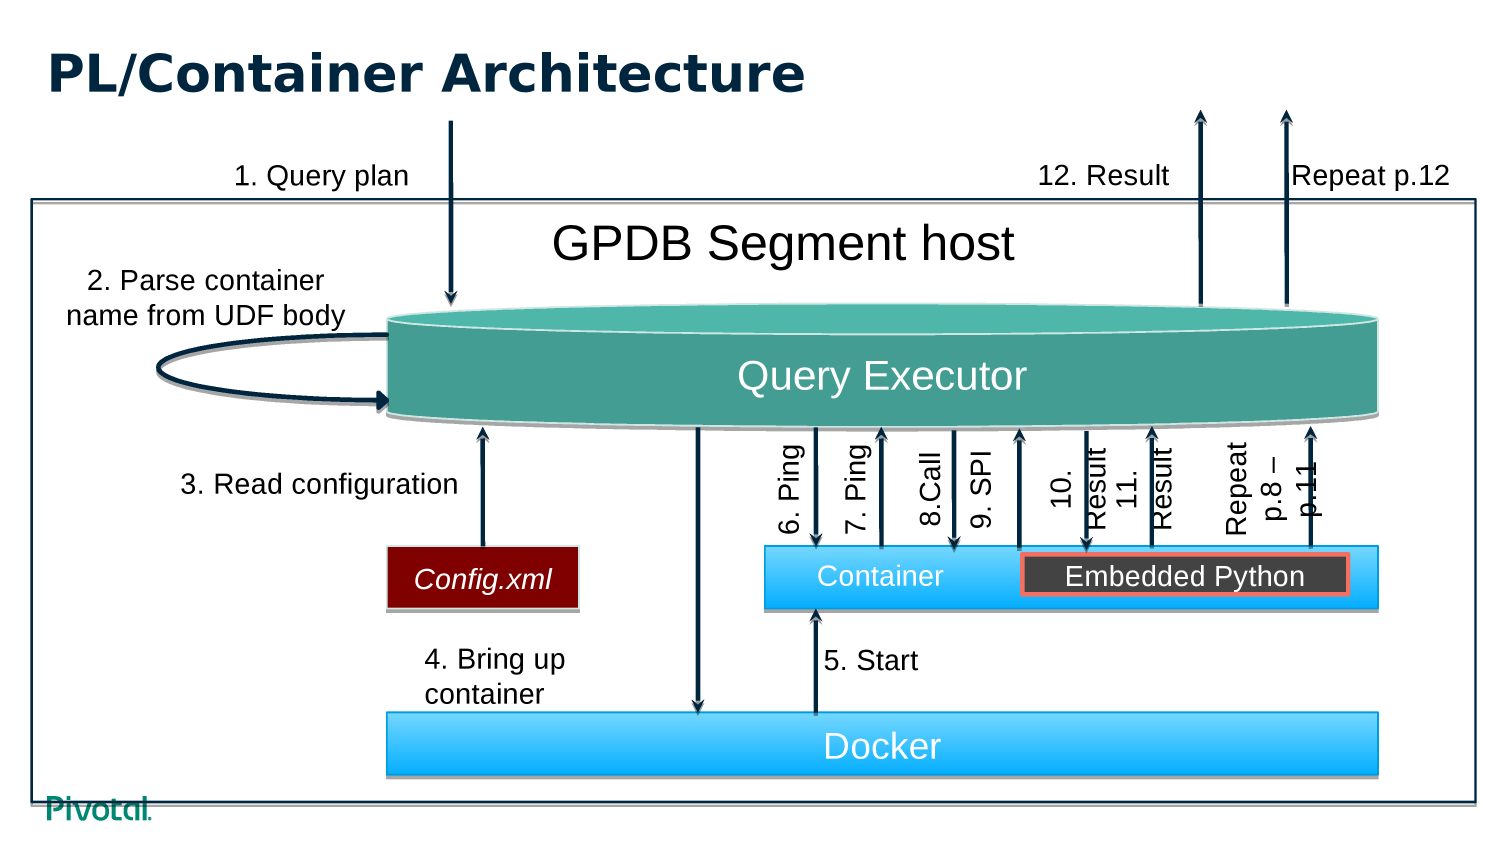 PL/Container Architecture
1. Query plan
12. Result
Repeat p.12
GPDB Segment host
2. Parse container
name from UDF body
Query Executor
3. Read configuration
6. Ping
7. Ping
8.Call
9. SPI
10.
Result
11.
Result
Repeat
p.8 –
p.11
Config.xml
Container
Embedded Python
4. Bring up
container
5. Start
Docker
Pivotal.